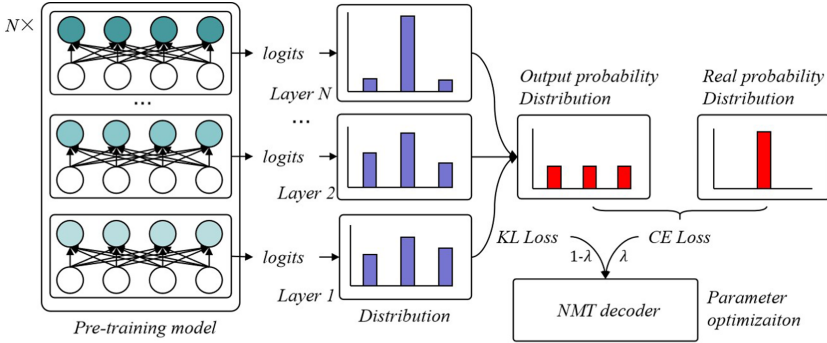 N×
logits
Layer N
...
...
logits
Layer 2
logits
Layer 1
Pre-training model
Distribution
Output probability
Distribution
Real probability
Distribution
KL Loss
CE Loss
1-λ
λ
NMT decoder
Parameter
optimizaiton